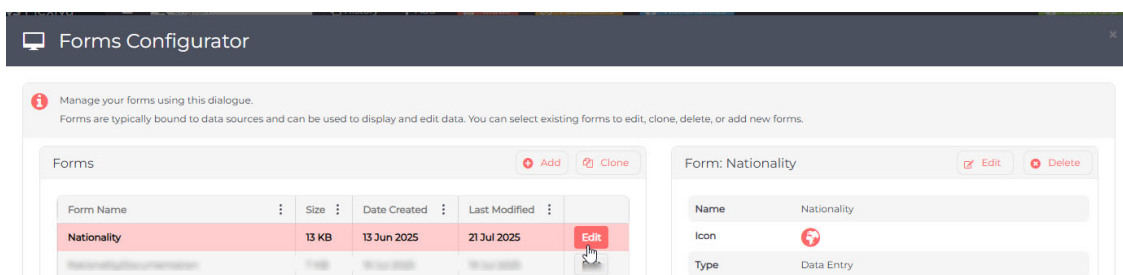 Forms Configurator
Manage your forms using this dialogue.
Forms are typically bound to data sources and can be used to display and edit data. You can select existing forms to edit, clone, delete, or add new forms.
Forms Add Clone
Form Name Size Date Created Last Modified
Nationality 13 KB 13 Jun 2025 21 Jul 2025 Edit
Form: Nationality Edit Delete
Name Nationality
Icon
Type Data Entry